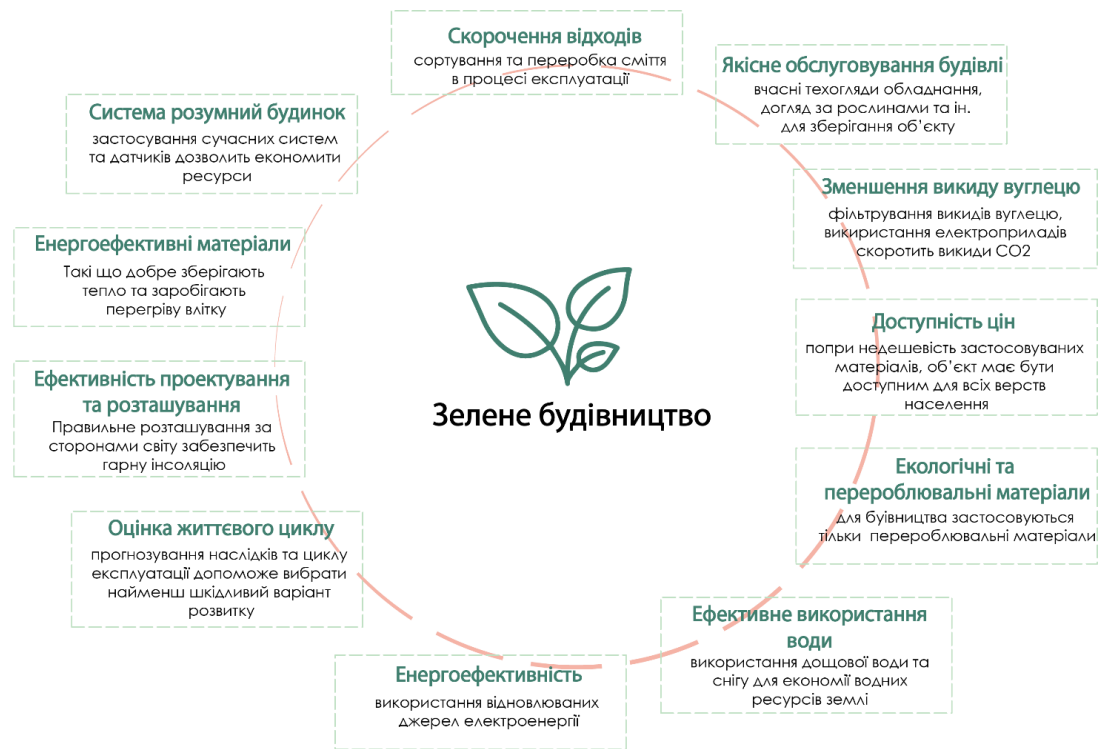 Скорочення відходів
сортування та переробка сміття
в процесі експлуатації
Якісне обслуговування будівлі
вчасні техогляди обладнання,
догляд за рослинами та ін.
для зберігання об’єкту
Зменшення викиду вуглецю
фільтрування викидів вуглецю,
викиристання електроприладів
скоротить викиди СО2
Доступність цін
попри недешевість застосовуваних
матеріалів, об’єкт має бути
доступним для всіх верств
населення
Екологічні та
перероблювальні матеріали
для буівництва застосовуються
тільки перероблювальні матеріали
Ефективне використання
води
використання дощової води та
снігу для економії водних
ресурсів землі
Енергоефективність
використання відновлюваних
джерел електроенергії
Оцінка життєвого циклу
прогнозування наслідків та циклу
експлуатації допоможе вибрати
найменш шкідливий варіант
розвитку
Ефективність проектування
та розташування
Правильне розташування за
сторонами світу забезпечить
гарну інсоляцію
Енергоефективні матеріали
Такі що добре зберігають
тепло та заробігають
перегріву влітку
Система розумний будинок
застосування сучасних систем
та датчиків дозволить економити
ресурси
Зелене будівництво